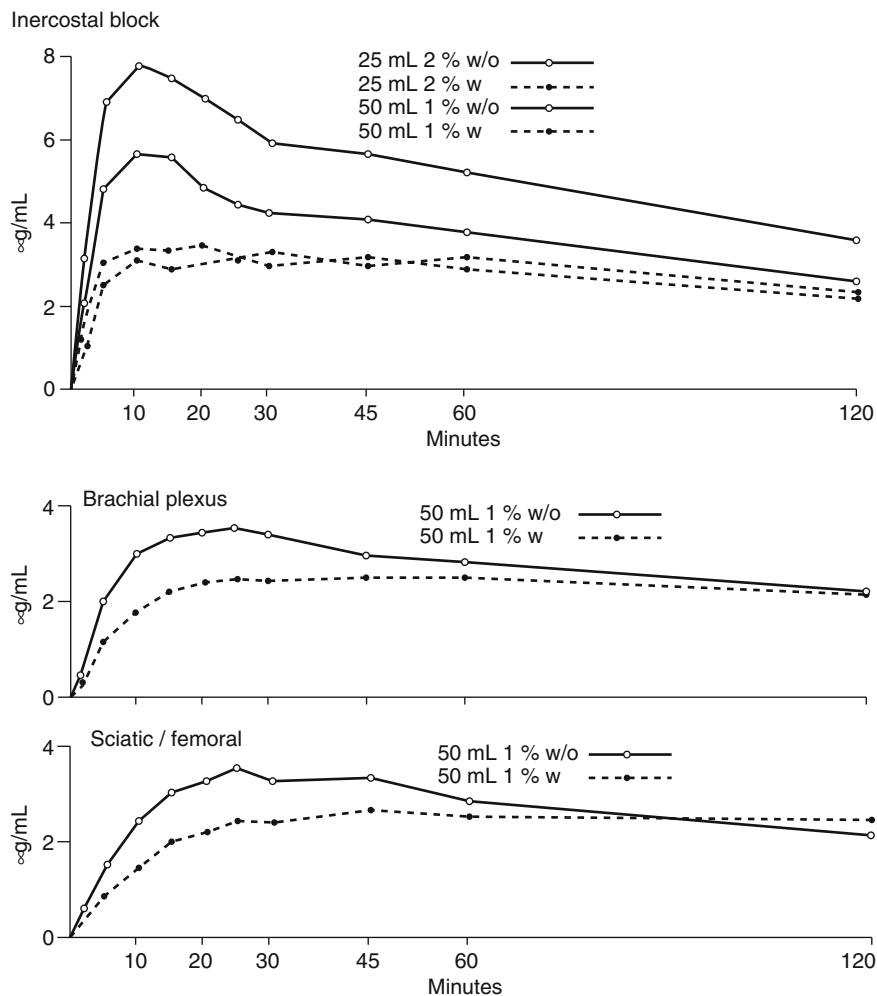 Inercostal block
25 mL 2 % w/o
25 mL 2 % w
50 mL 1 % w/o
50 mL 1 % w
8
6
4
2
0
∝g/mL
10 20 30 45 60 120
Minutes
Brachial plexus
50 mL 1 % w/o
50 mL 1 % w
4
2
0
∝g/mL
Sciatic / femoral
50 mL 1 % w/o
50 mL 1 % w
4
2
0
∝g/mL
10 20 30 45 60 120
Minutes